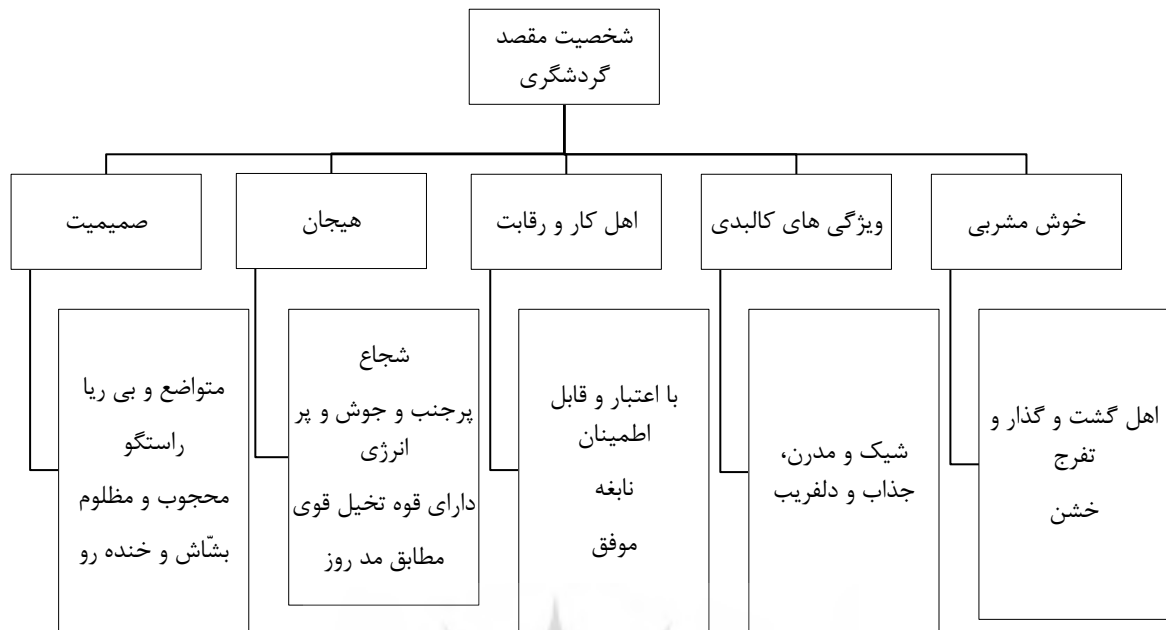 شخصیت مقصد
گردشگری
خوش مشربی
ویژگی های کالبدی
اهل کار و رقابت
هیجان
صمیمیت
اهل گشت و گذار و
تفرج
خشن
شیک و مدرن،
جذاب و دلفریب
با اعتبار و قابل
اطمینان
نابغه
موفق
شجاع
پرجنب و جوش و پر
انرژی
دارای قوه تخیل قوی
مطابق مد روز
متواضع و بی ریا
راستگو
محجوب و مظلوم
بشّاش و خنده رو